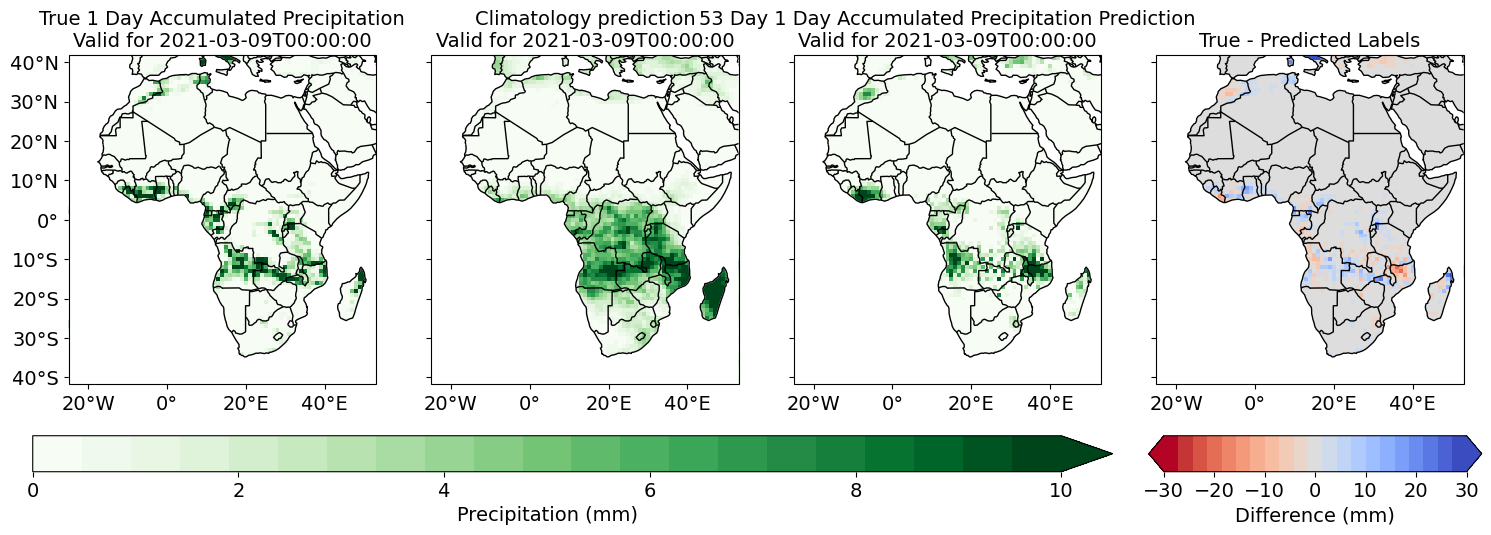 True 1 Day Accumulated Precipitation
Valid for 2021-03-09T00:00:00
Climatology prediction
Valid for 2021-03-09T00:00:00
53 Day 1 Day Accumulated Precipitation Prediction
Valid for 2021-03-09T00:00:00
True - Predicted Labels
40°N
30°N
20°N
10°N
0°
10°S
20°S
30°S
40°S
20°W 0° 20°E 40°E
20°W 0° 20°E 40°E
20°W 0° 20°E 40°E
20°W 0° 20°E 40°E
0 2 4 6 8 10
Precipitation (mm)
−30 −20 −10 0 10 20 30
Difference (mm)